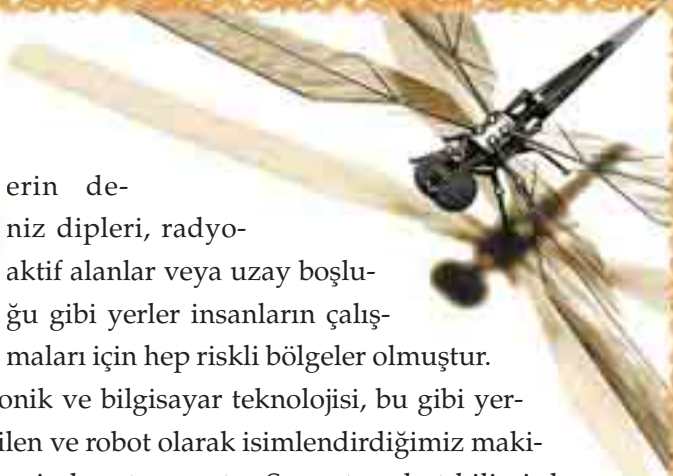 erin de-
niz dipleri, radyo-
aktif alanlar veya uzay boşlu-
ğu gibi yerler insanların çalış-
maları için hep riskli bölgeler olmuştur.
onik ve bilgisayar teknolojisi, bu gibi yer-
ilen ve robot olarak isimlendirdiğimiz maki-